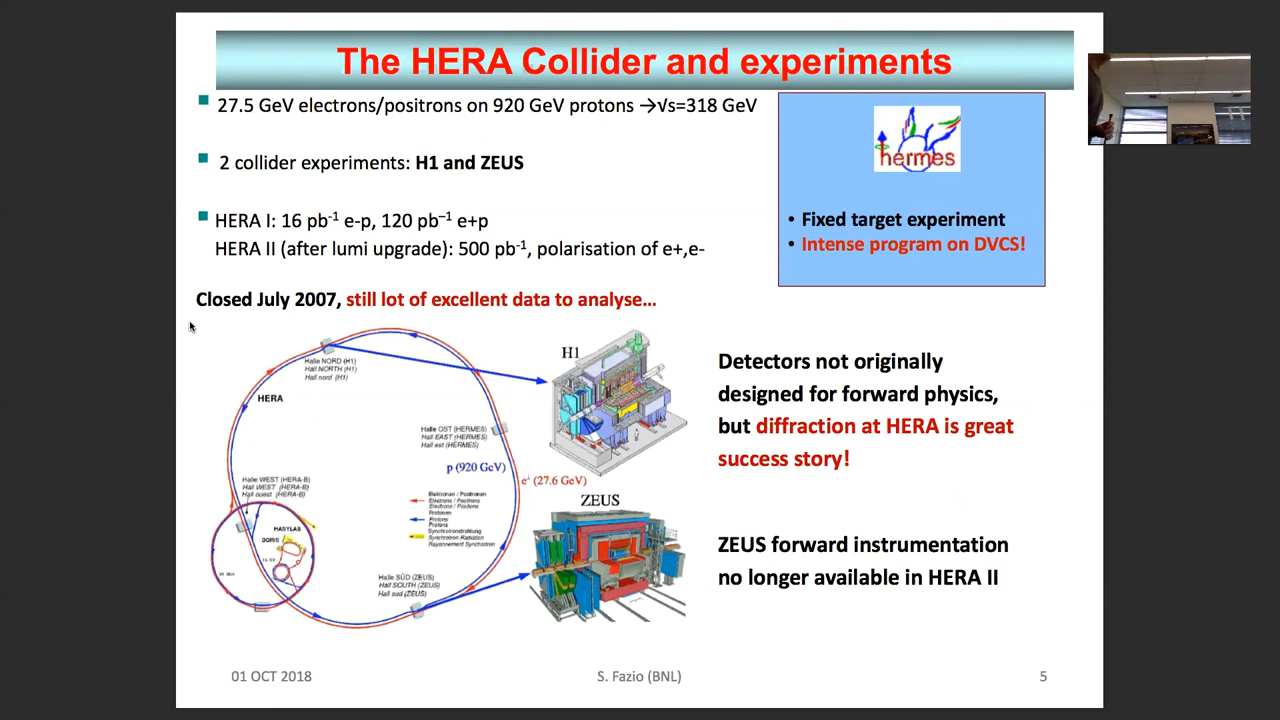 The HERA Collider and experiments
27.5 GeV electrons/positrons on 920 GeV protons →√s=318 GeV
2 collider experiments: H1 and ZEUS
HERA I: 16 pb-1 e-p, 120 pb–1 e+p
HERA II (after lumi upgrade): 500 pb-1, polarisation of e+,e-
Closed July 2007, still lot of excellent data to analyse…
hermes
• Fixed target experiment
• Intense program on DVCS!
Halle NORD (H1)
Hall NORTH (H1)
Hall nord (H1)
HERA
Halle OST (HERMES)
Hall EAST (HERMES)
Hall est (HERMES)
p (920 GeV)
e± (27.6 GeV)
Halle WEST (HERA-B)
Hall WEST (HERA-B)
Hall ouest (HERA-B)
HASYLAB
DORIS
Elektronen / Positronen
Electrons / Positrons
Electrons / Positrons
Protonen
Protons
Protons
Synchrotronstrahlung
Synchrotron Radiation
Rayonnement Synchrotron
Halle SÜD (ZEUS)
Hall SOUTH (ZEUS)
Hall sud (ZEUS)
H1
ZEUS
Detectors not originally
designed for forward physics,
but diffraction at HERA is great
success story!
ZEUS forward instrumentation
no longer available in HERA II
01 OCT 2018
S. Fazio (BNL)
5